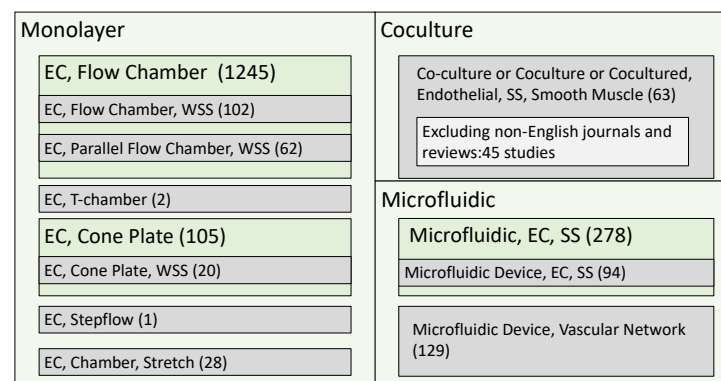 Monolayer
EC, Flow Chamber (1245)
EC, Flow Chamber, WSS (102)
EC, Parallel Flow Chamber, WSS (62)
EC, T-chamber (2)
EC, Cone Plate (105)
EC, Cone Plate, WSS (20)
EC, Stepflow (1)
EC, Chamber, Stretch (28)
Coculture
Co-culture or Coculture or Cocultured,
Endothelial, SS, Smooth Muscle (63)
Excluding non-English journals and
reviews:45 studies
Microfluidic
Microfluidic, EC, SS (278)
Microfluidic Device, EC, SS (94)
Microfluidic Device, Vascular Network
(129)